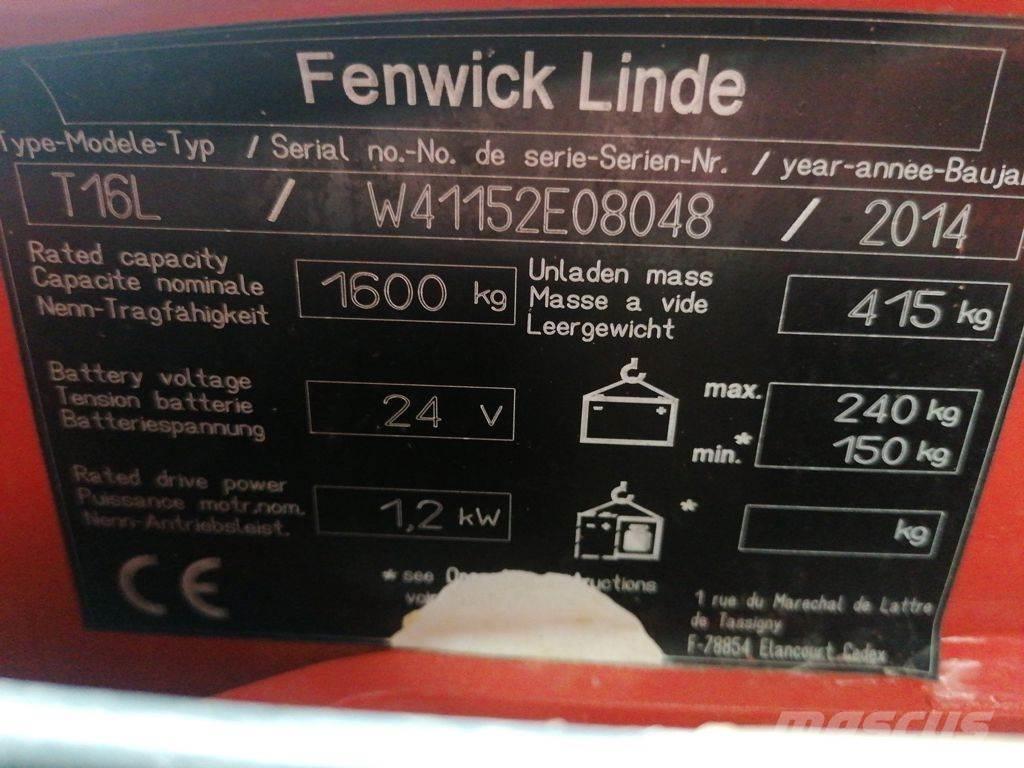 Fenwick Linde
Type-Modele-Typ / Serial no.-No. de serie-Serien-Nr. / year-annee-Baujah
T16L / W41152E08048 / 2014
Rated capacity
Capacite nominale
Nenn-Tragfähigkeit
1600 kg
Unladen mass
Masse a vide
Leergewicht
415 kg
Battery voltage
Tension batterie
Batteriespannung
24 V
- +
max. 240 kg
min.* 150 kg
Rated drive power
Puissance motr.nom.
Nenn-Antriebsleist.
1,2 kW
- +
*
kg
CE
* see
1 rue du Marechal de Lattre
de Tassigny
F-78854 Elancourt Cedex
mascus